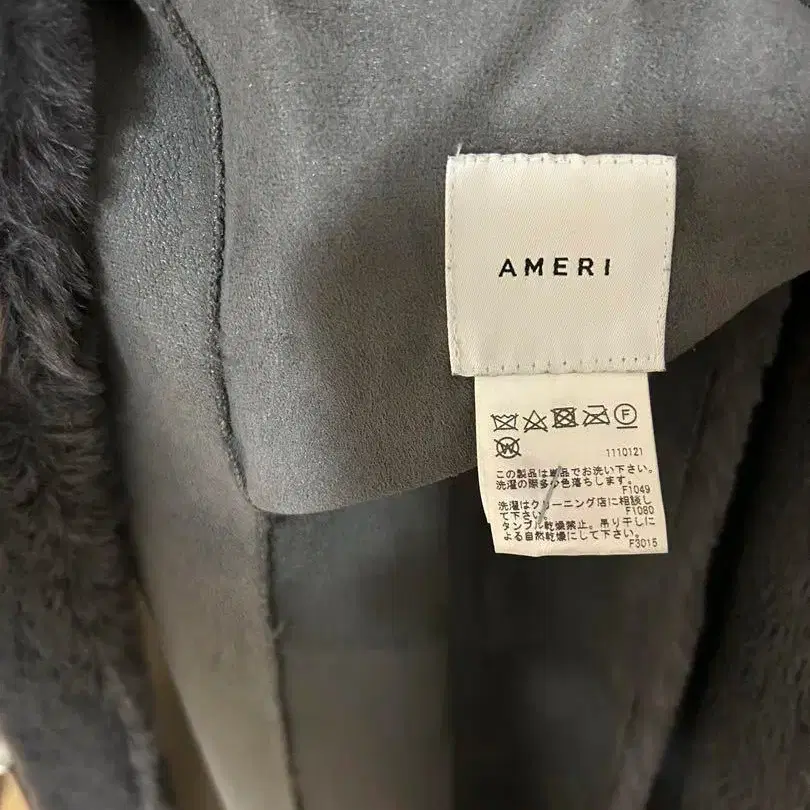 AMERI
F
W
1110121
この製品は単品でお洗い下さい。
洗濯の際多少色落ちします。
F1049
洗濯はクリーニング店に相談し
て下さい。
F1080
タンブル乾燥禁止。吊り干しに
よる自然乾燥にして下さい。
F3015